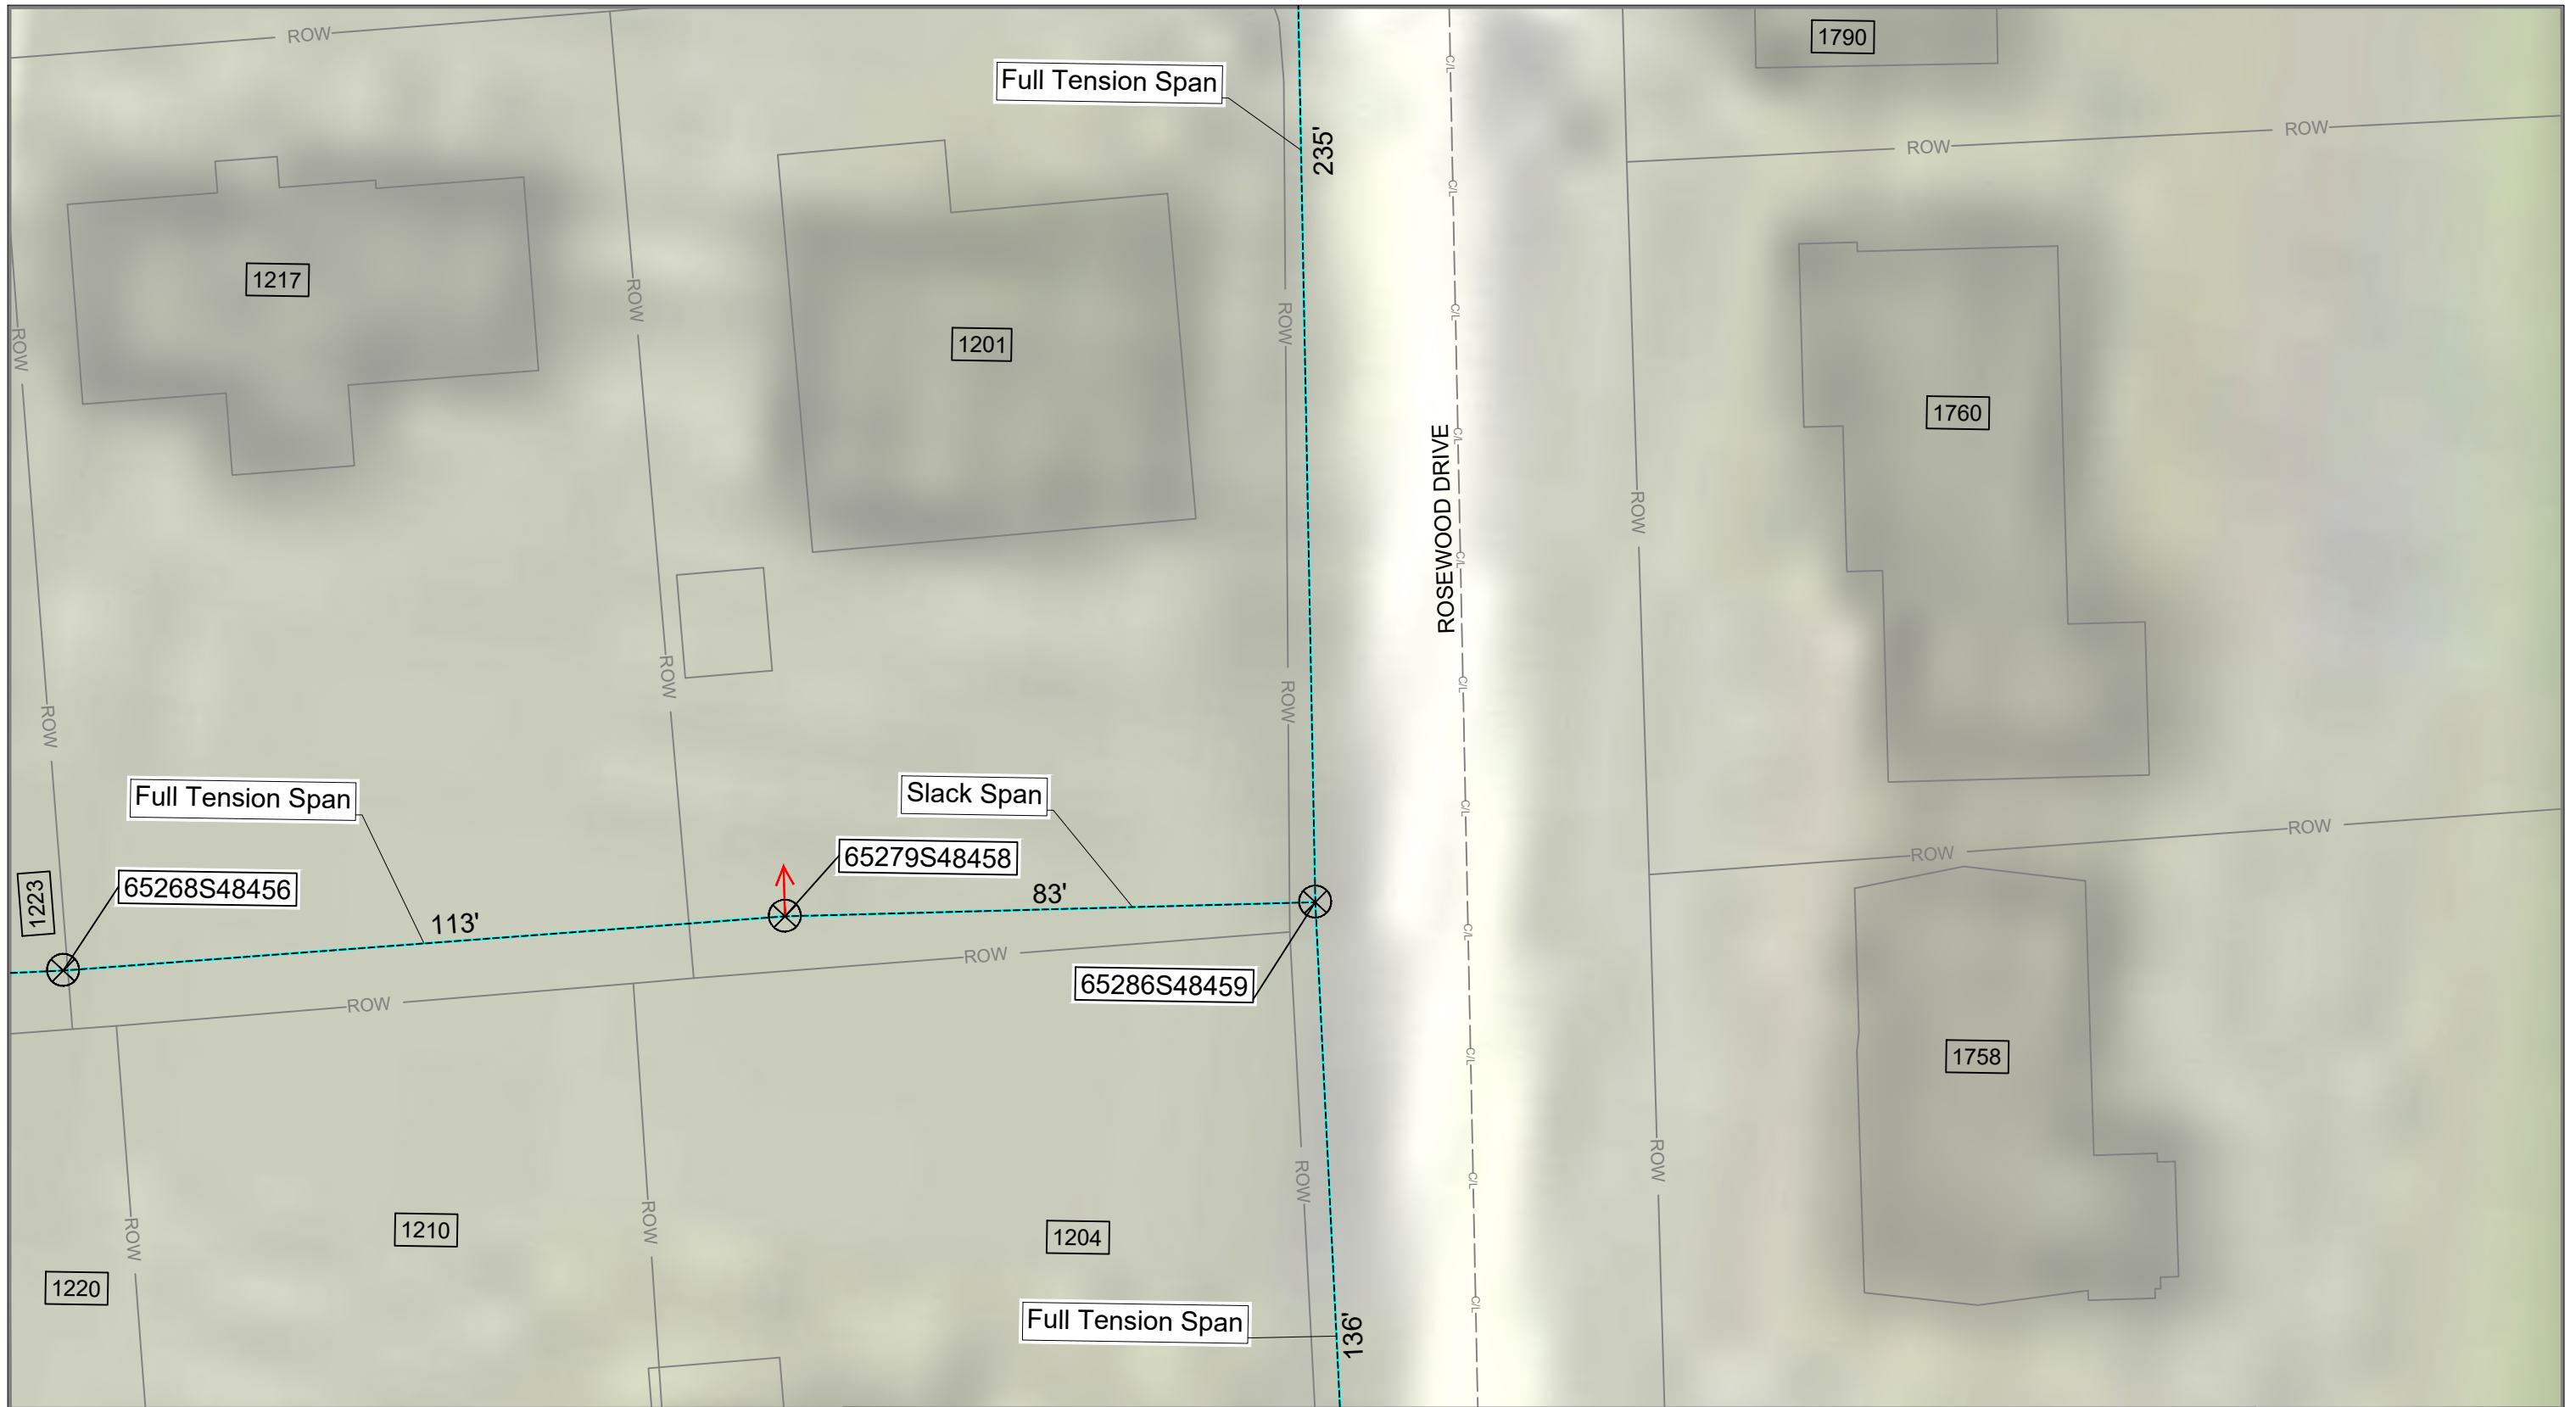 ROW
1790
Full Tension Span
235'
ROW
ROW
1217
ROW
ROW
1201
ROW
1760
ROSEWOOD DRIVE
C/L
C/L
C/L
C/L
C/L
C/L
C/L
C/L
C/L
C/L
C/L
ROW
ROW
ROW
ROW
Full Tension Span
Slack Span
65279S48458
65268S48456
1223
113'
83'
ROW
ROW
ROW
65286S48459
ROW
1758
ROW
ROW
ROW
ROW
1210
1204
1220
Full Tension Span
136'